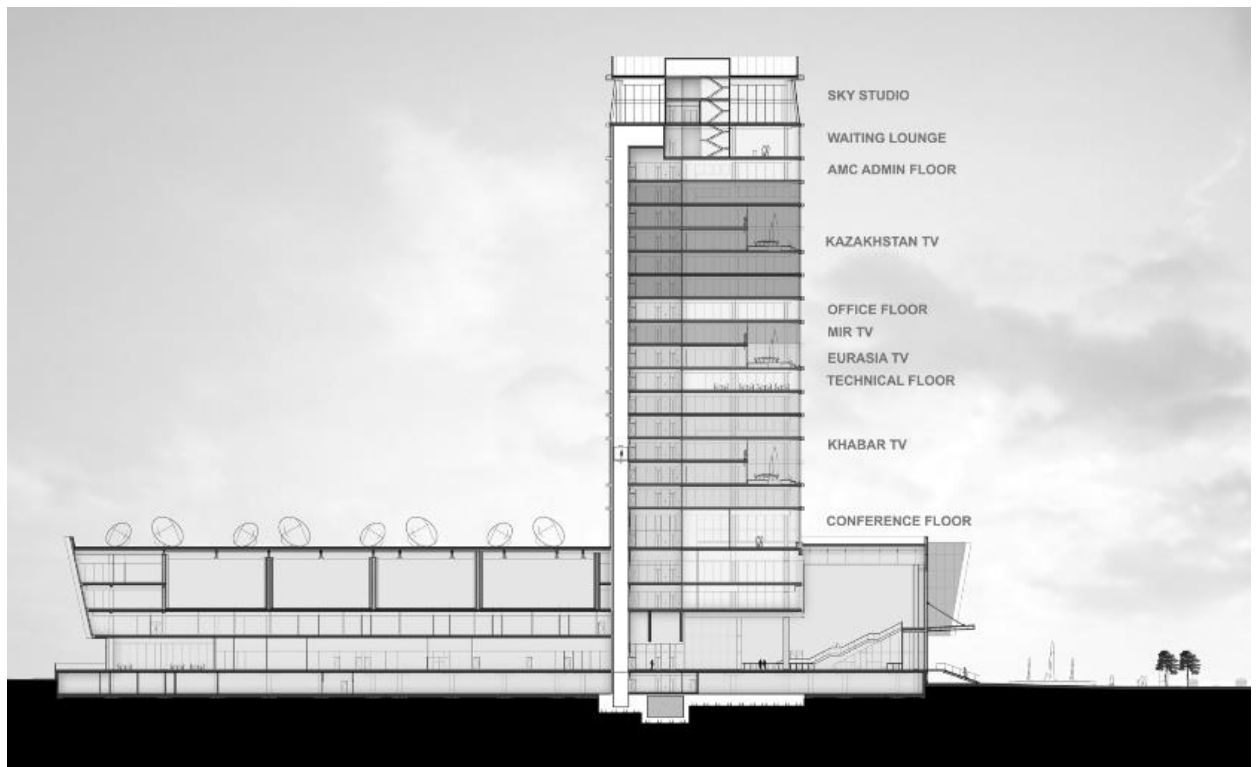 SKY STUDIO
WAITING LOUNGE
AMC ADMIN FLOOR
KAZAKHSTAN TV
OFFICE FLOOR
MIR TV
EURASIA TV
TECHNICAL FLOOR
KHABAR TV
CONFERENCE FLOOR